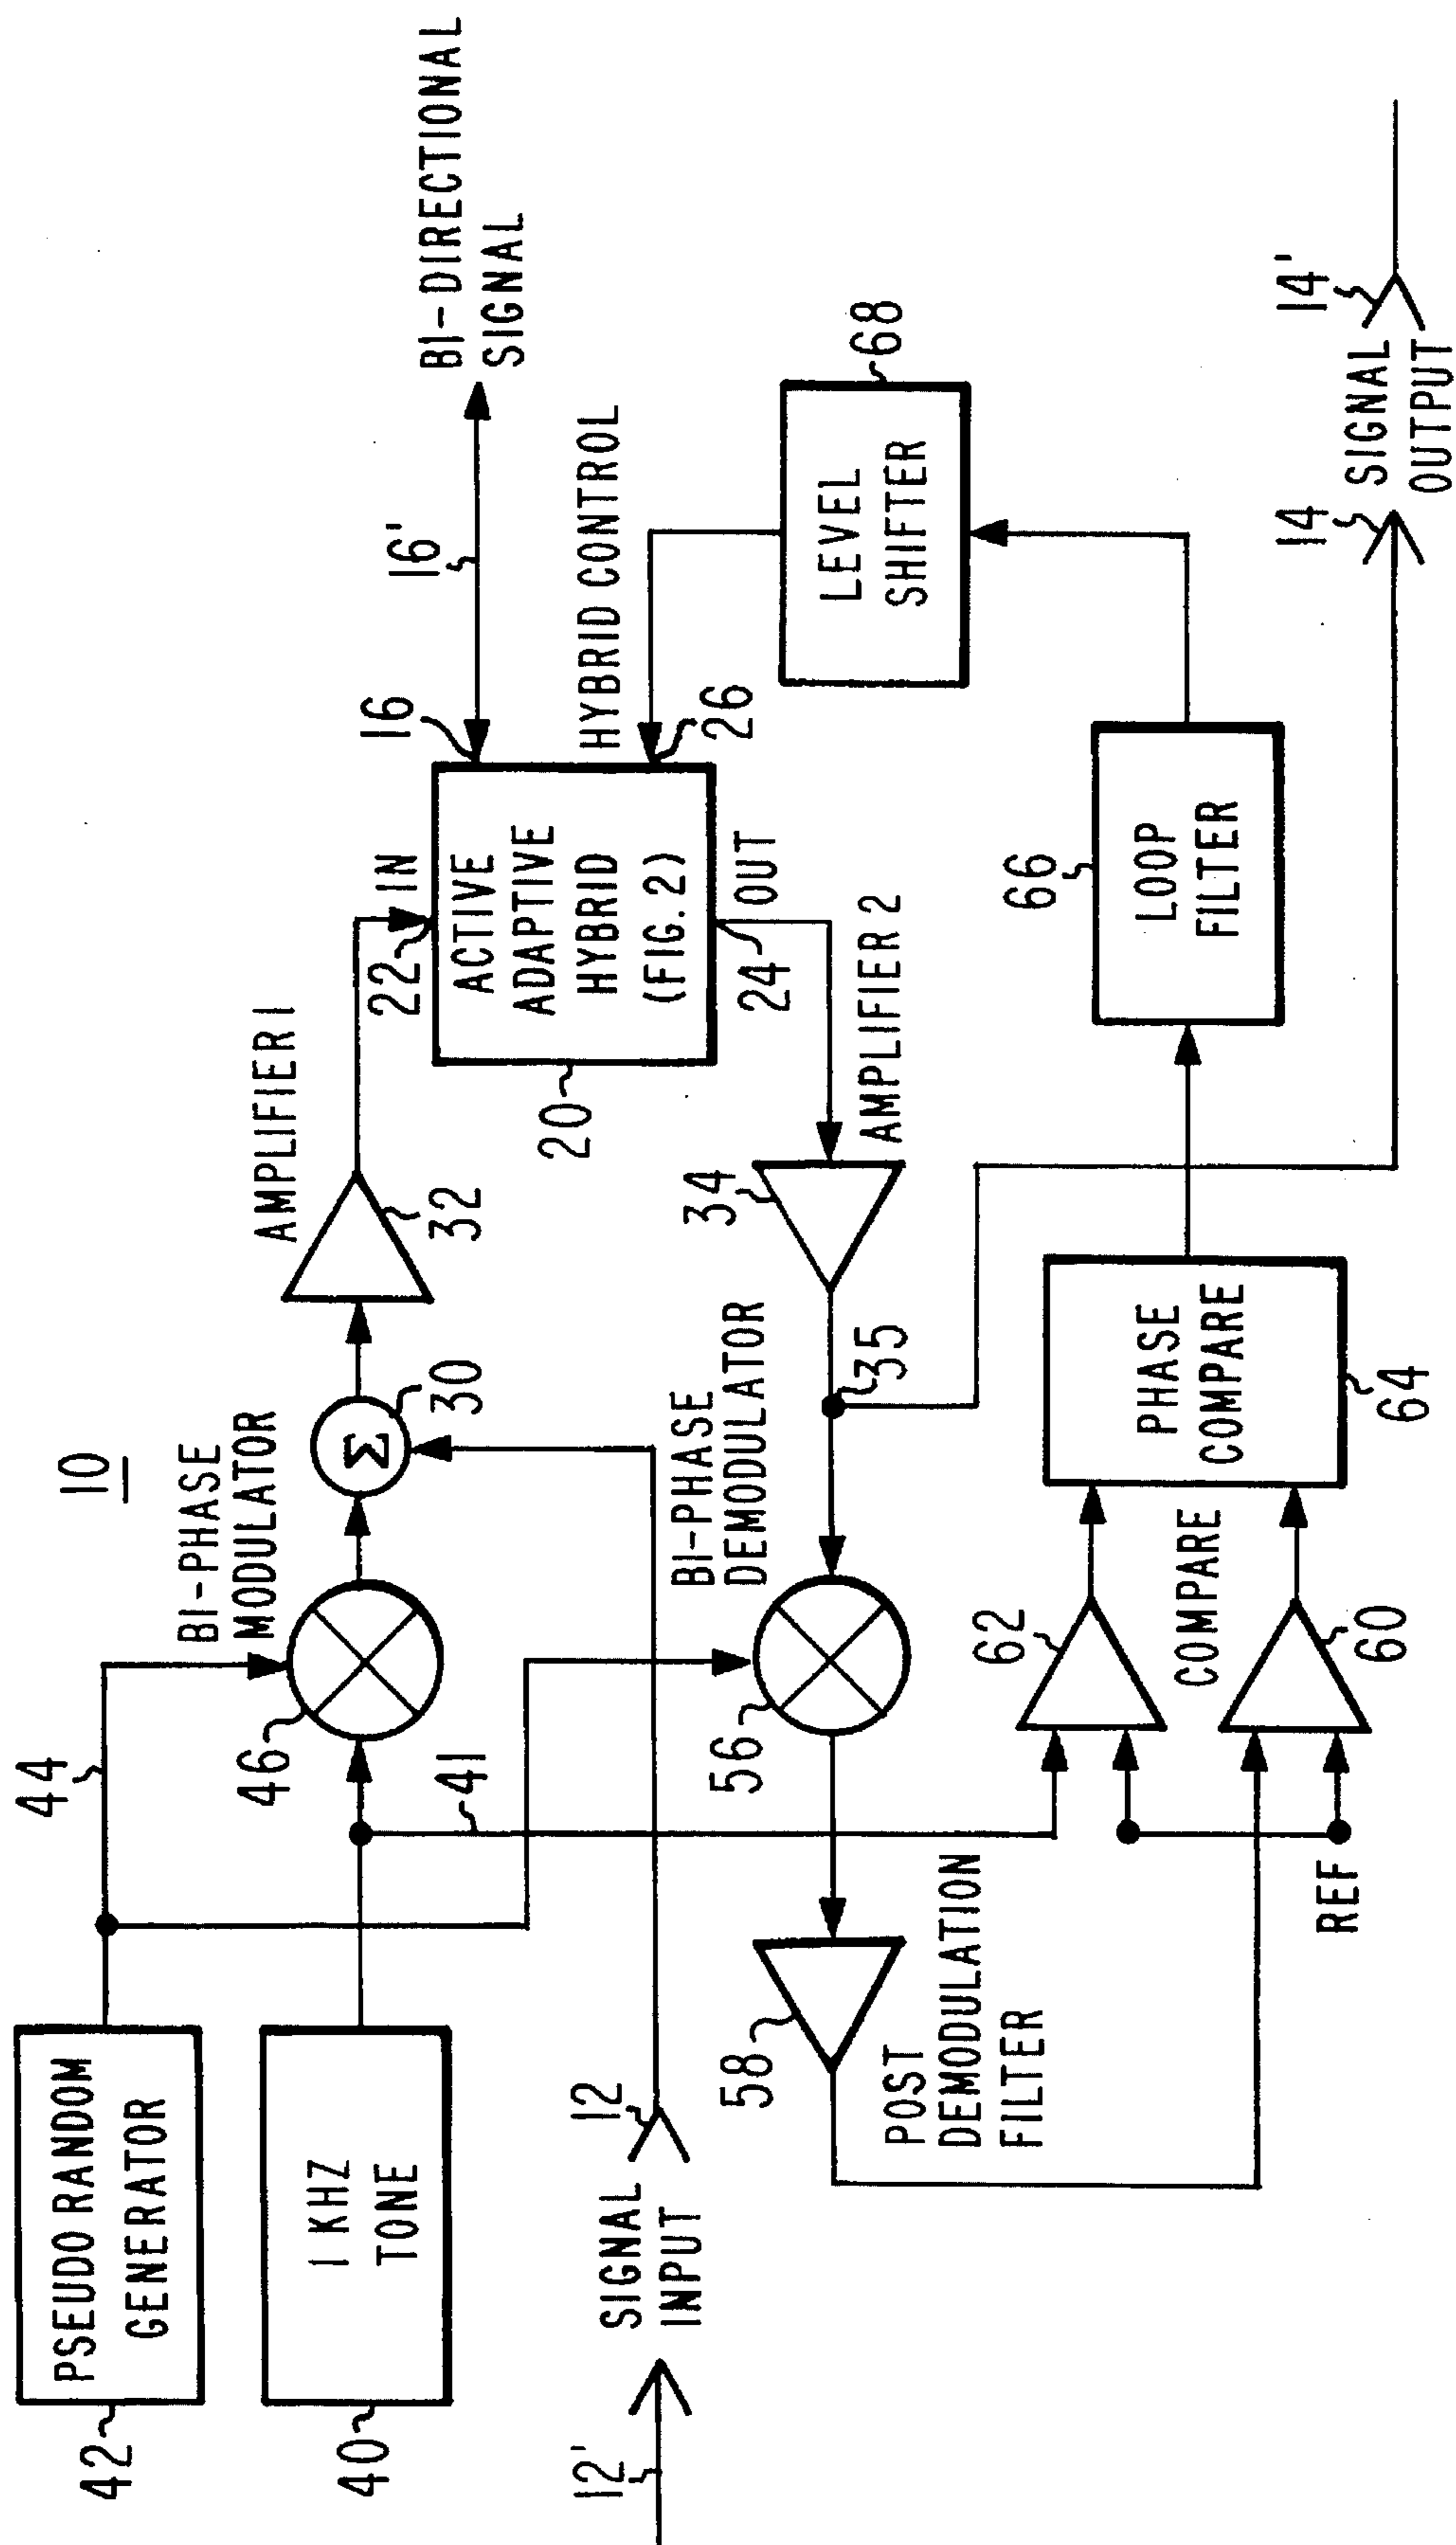 10
42
PSEUDO RANDOM
GENERATOR
44
BI-PHASE
MODULATOR
46
40
1 KHZ
TONE
41
Σ
30
AMPLIFIER 1
32
22
IN
16
16'
BI-DIRECTIONAL
SIGNAL
ACTIVE
ADAPTIVE
HYBRID
(FIG. 2)
20
HYBRID CONTROL
26
24
OUT
12'
SIGNAL
INPUT
12
BI-PHASE
DEMODULATOR
56
35
34
AMPLIFIER 2
LEVEL
SHIFTER
68
58
POST
DEMODULATION
FILTER
62
COMPARE
60
REF
PHASE
COMPARE
64
66
LOOP
FILTER
14
SIGNAL
OUTPUT
14'